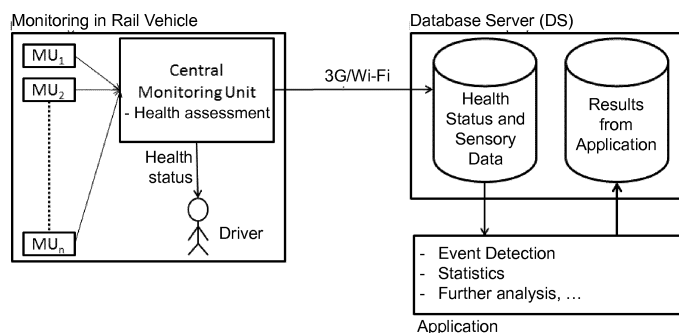 Monitoring in Rail Vehicle
MU1
MU2
MUn
Central
Monitoring Unit
- Health assessment
Health
status
Driver
3G/Wi-Fi
Database Server (DS)
Health
Status and
Sensory
Data
Results
from
Application
- Event Detection
- Statistics
- Further analysis, ...
Application